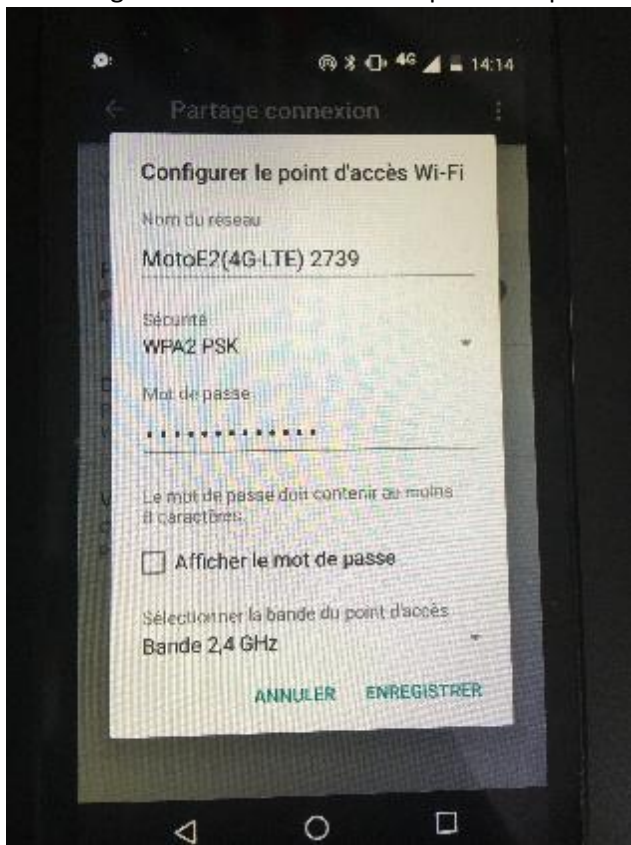 4G 14:14
Partage connexion
Configurer le point d'accès Wi-Fi
Nom du réseau
MotoE2(4G-LTE) 2739
Sécurité
WPA2 PSK
Mot de passe
•••••••••••••
Le mot de passe doit contenir au moins
8 caractères.
Afficher le mot de passe
Sélectionner la bande du point d'accès
Bande 2,4 GHz
ANNULER ENREGISTRER